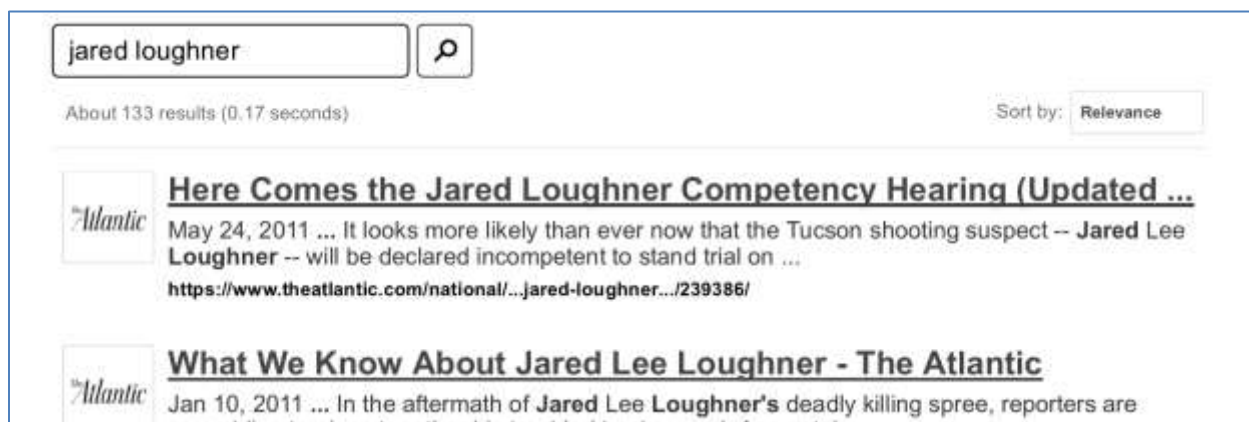 jared loughner
About 133 results (0.17 seconds)
Sort by: Relevance
Here Comes the Jared Loughner Competency Hearing (Updated ...
the Atlantic
May 24, 2011 ... It looks more likely than ever now that the Tucson shooting suspect -- Jared Lee
Loughner -- will be declared incompetent to stand trial on ...
https://www.theatlantic.com/national/...jared-loughner.../239386/
What We Know About Jared Lee Loughner - The Atlantic
the Atlantic
Jan 10, 2011 ... In the aftermath of Jared Lee Loughner's deadly killing spree, reporters are